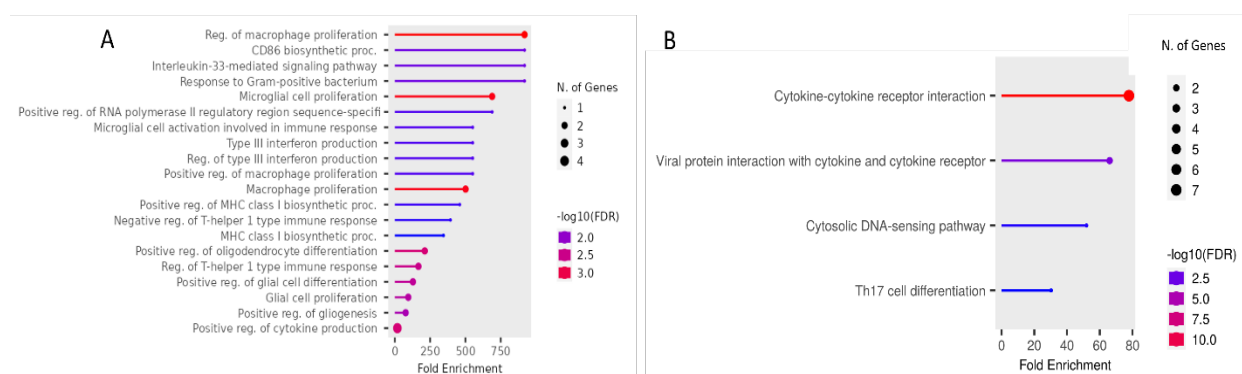 A
Reg. of macrophage proliferation
CD86 biosynthetic proc.
Interleukin-33-mediated signaling pathway
Response to Gram-positive bacterium
Microglial cell proliferation
Positive reg. of RNA polymerase II regulatory region sequence-specifi
Microglial cell activation involved in immune response
Type III interferon production
Reg. of type III interferon production
Positive reg. of macrophage proliferation
Macrophage proliferation
Positive reg. of MHC class I biosynthetic proc.
Negative reg. of T-helper 1 type immune response
MHC class I biosynthetic proc.
Positive reg. of oligodendrocyte differentiation
Reg. of T-helper 1 type immune response
Positive reg. of glial cell differentiation
Glial cell proliferation
Positive reg. of gliogenesis
Positive reg. of cytokine production
0 250 500 750
Fold Enrichment
N. of Genes
1
2
3
4
-log10(FDR)
2.0
2.5
3.0
B
Cytokine-cytokine receptor interaction
Viral protein interaction with cytokine and cytokine receptor
Cytosolic DNA-sensing pathway
Th17 cell differentiation
0 20 40 60 80
Fold Enrichment
N. of Genes
2
3
4
5
6
7
-log10(FDR)
2.5
5.0
7.5
10.0